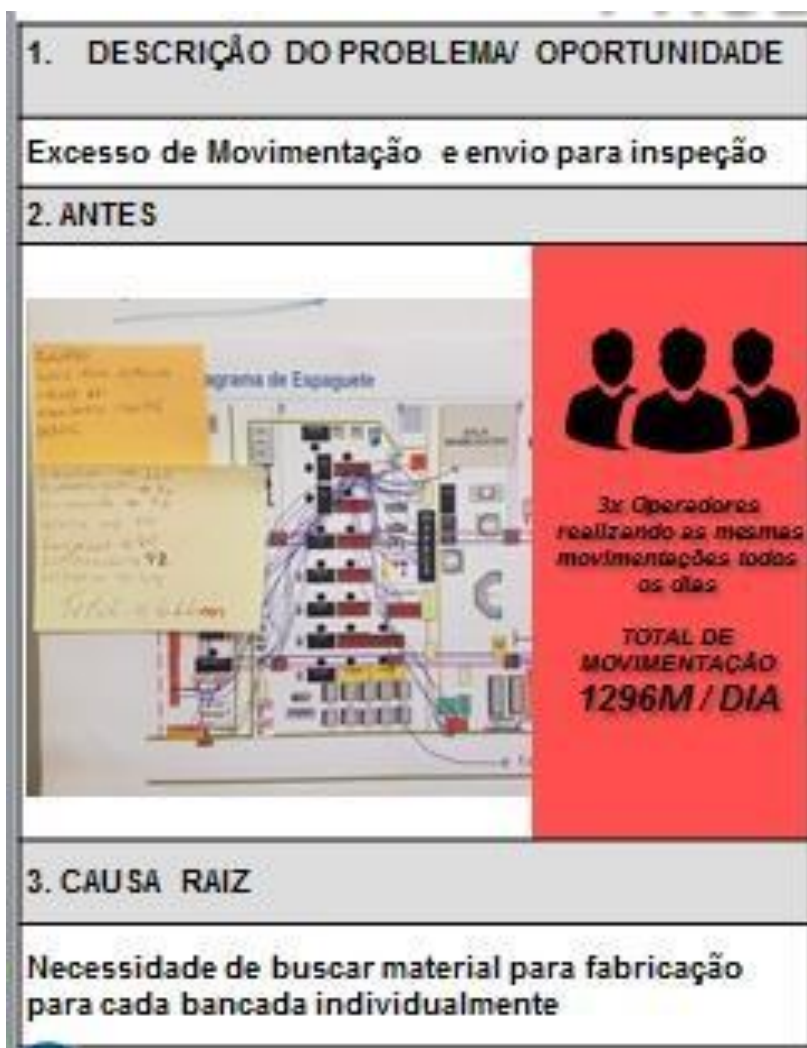 1. DESCRIÇÃO DO PROBLEMA/ OPORTUNIDADE
Excesso de Movimentação e envio para inspeção
2. ANTES
agrama de Espaguete
3x Operadores
realizando as mesmas
movimentações todos
os dias
TOTAL DE
MOVIMENTAÇÃO
1296M / DIA
3. CAUSA RAIZ
Necessidade de buscar material para fabricação
para cada bancada individualmente